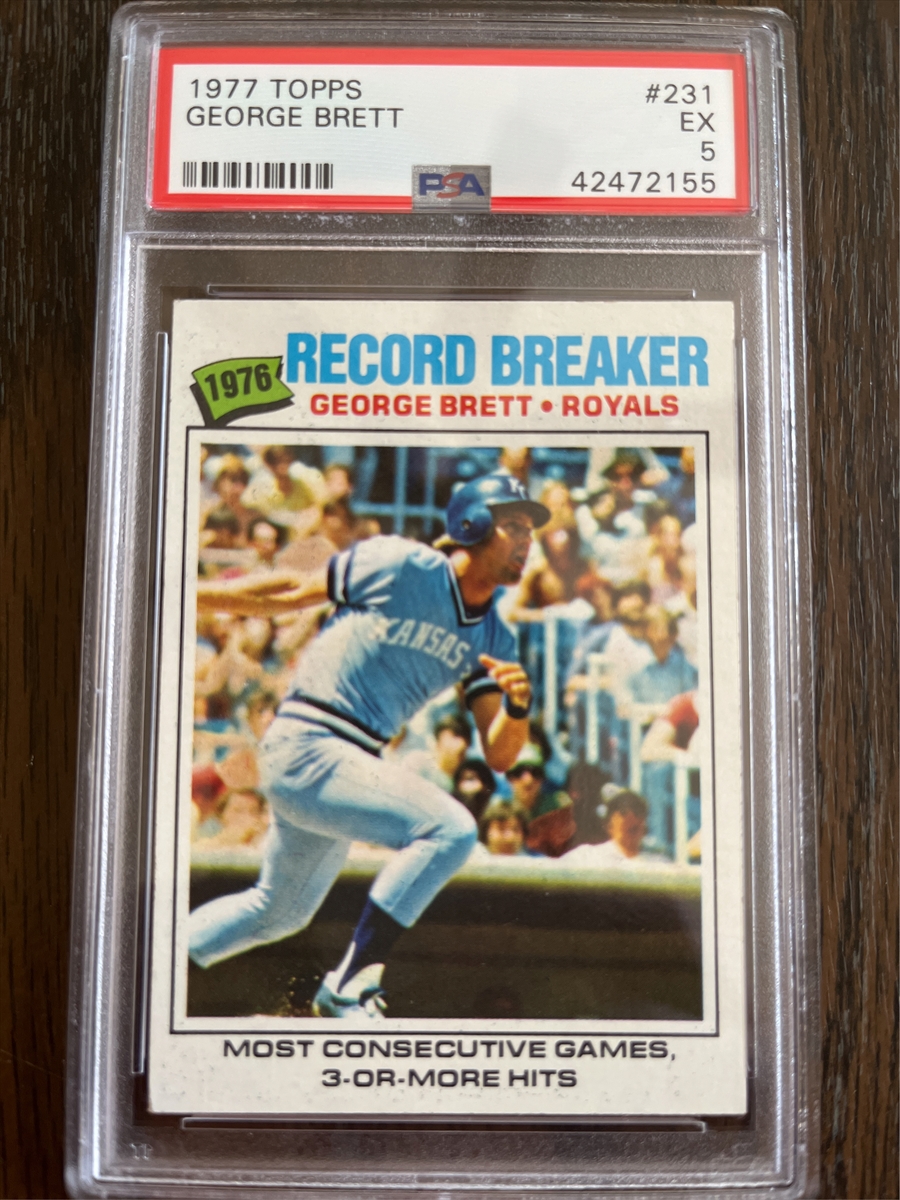 1977 TOPPS #231
GEORGE BRETT EX
5
PSA 42472155
1976 RECORD BREAKER
GEORGE BRETT • ROYALS
KC
KANSAS
MOST CONSECUTIVE GAMES,
3-OR-MORE HITS